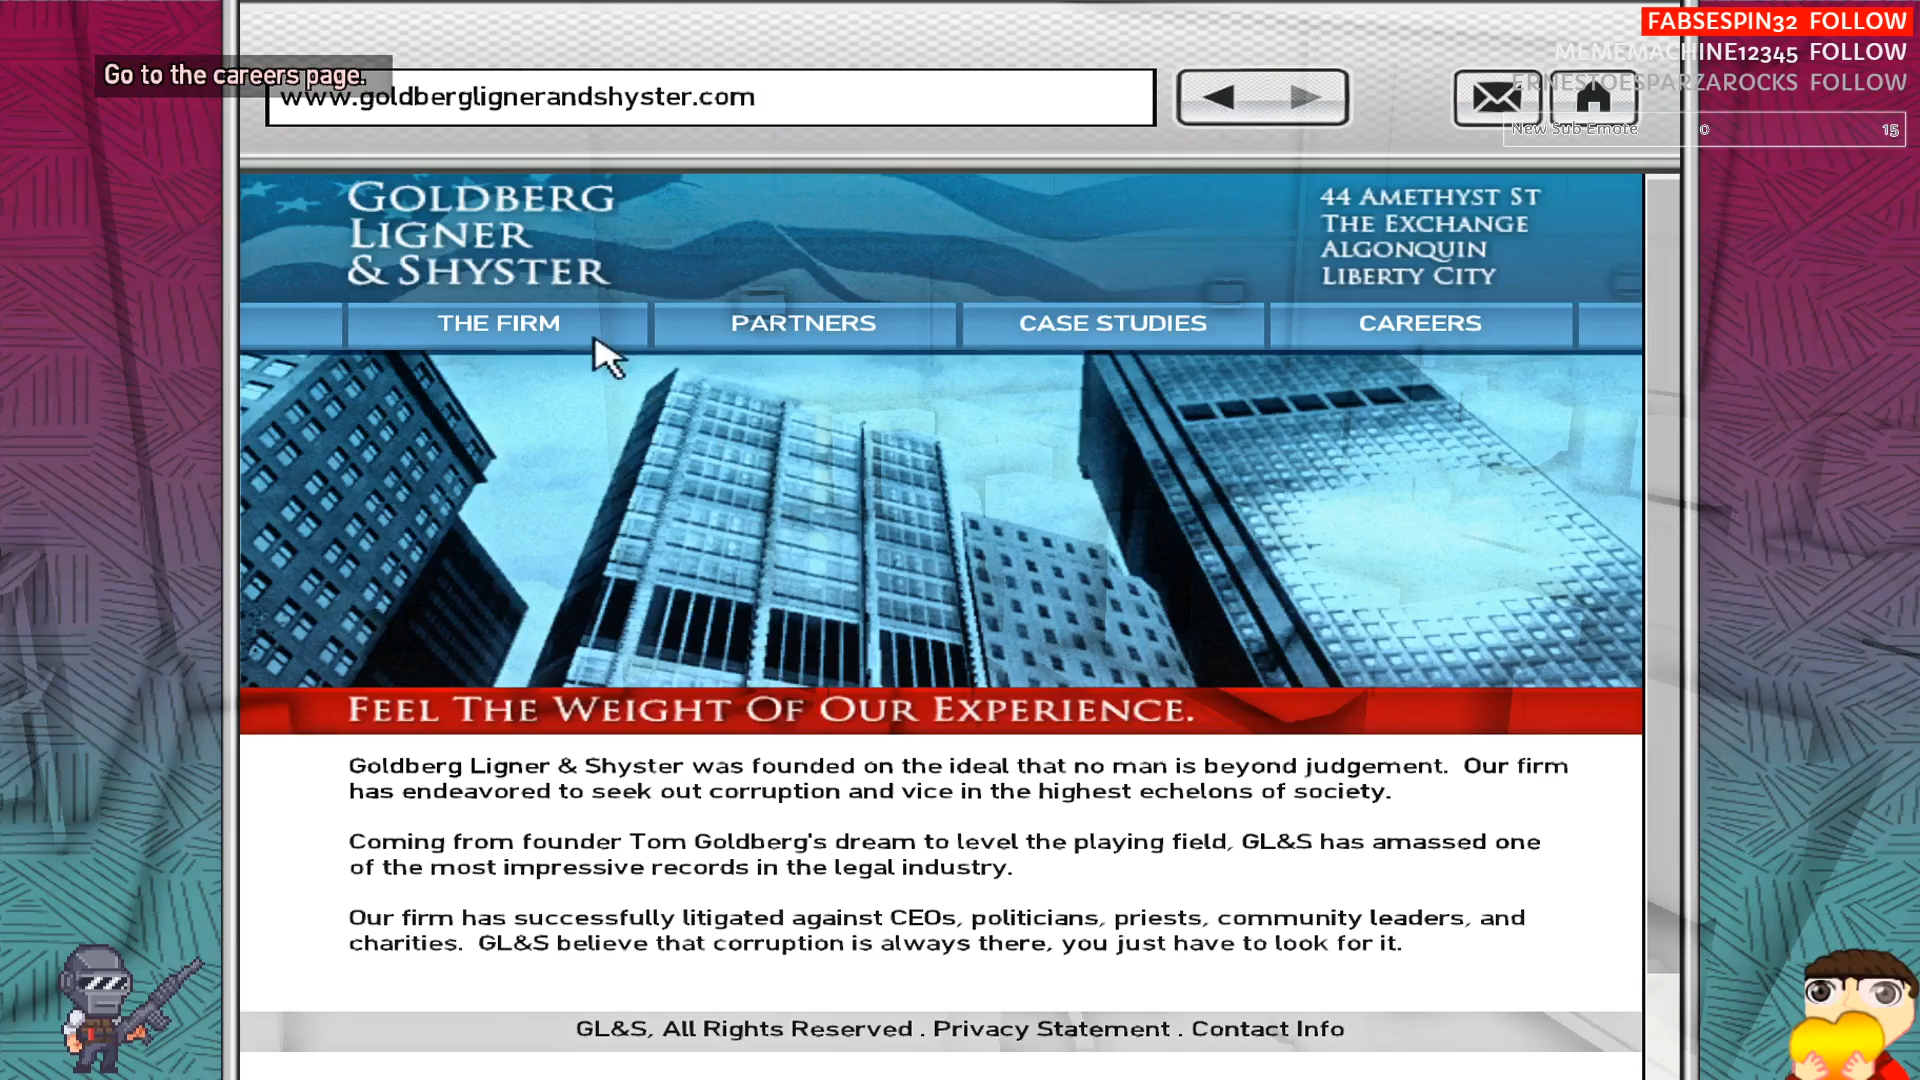 FABSESPIN32 FOLLOW
MEMEMACHINE12345 FOLLOW
ERNESTOESPARZAROCKS FOLLOW
New Sub Emote 0 15
Go to the careers page.
www.goldberglignerandshyster.com
GOLDBERG
LIGNER
& SHYSTER
44 AMETHYST ST
THE EXCHANGE
ALGONQUIN
LIBERTY CITY
THE FIRM
PARTNERS
CASE STUDIES
CAREERS
FEEL THE WEIGHT OF OUR EXPERIENCE.
Goldberg Ligner & Shyster was founded on the ideal that no man is beyond judgement. Our firm
has endeavored to seek out corruption and vice in the highest echelons of society.
Coming from founder Tom Goldberg's dream to level the playing field, GL&S has amassed one
of the most impressive records in the legal industry.
Our firm has successfully litigated against CEOs, politicians, priests, community leaders, and
charities. GL&S believe that corruption is always there, you just have to look for it.
GL&S, All Rights Reserved . Privacy Statement . Contact Info